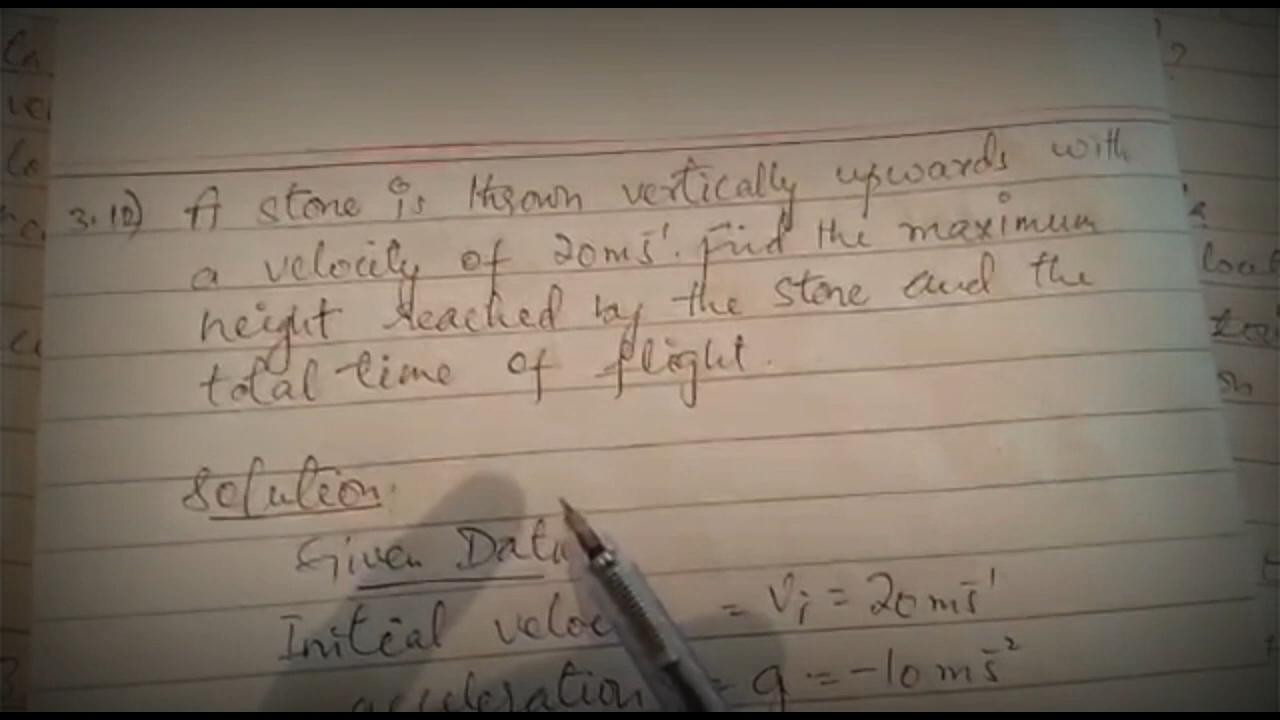 3.10) A stone is thrown vertically upwards with
a velocity of 20ms⁻¹. Find the maximum
height reached by the stone and the
total time of flight.
Solution:
Given Data
Initial veloc = Vi = 20ms⁻¹
acceleration = g = -10ms⁻²